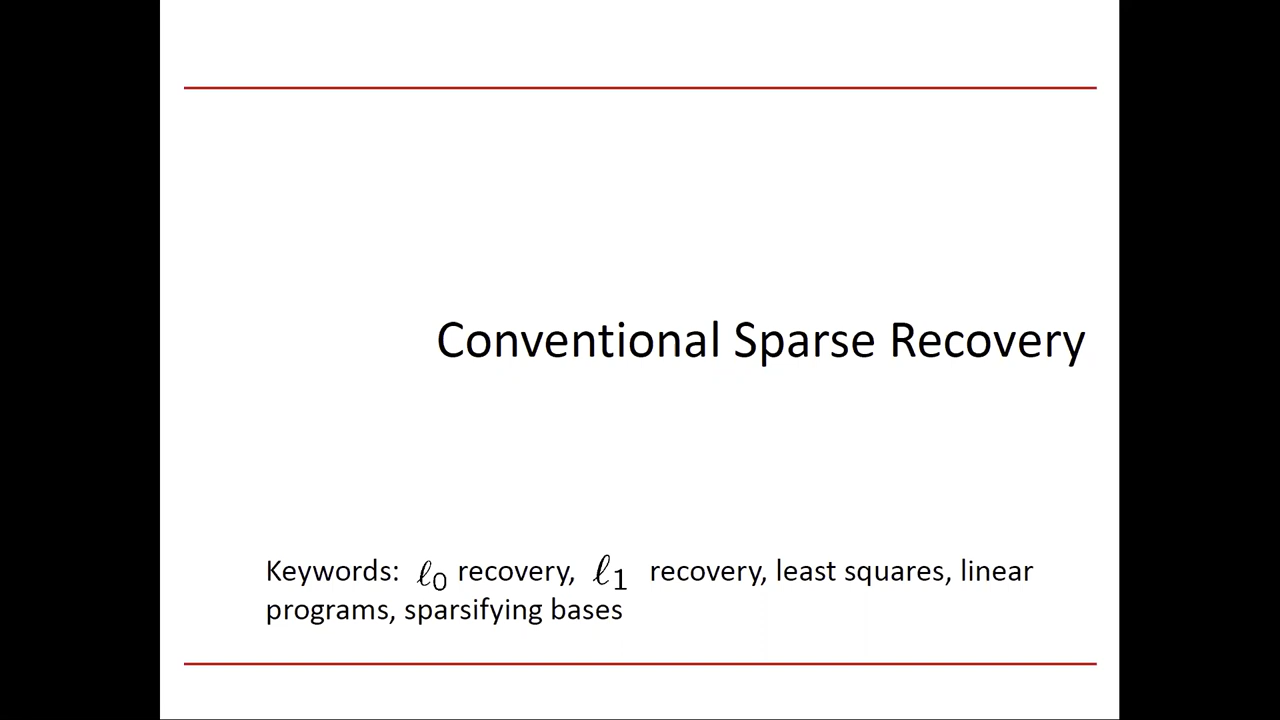 Conventional Sparse Recovery
Keywords: ℓ₀ recovery, ℓ₁ recovery, least squares, linear
programs, sparsifying bases